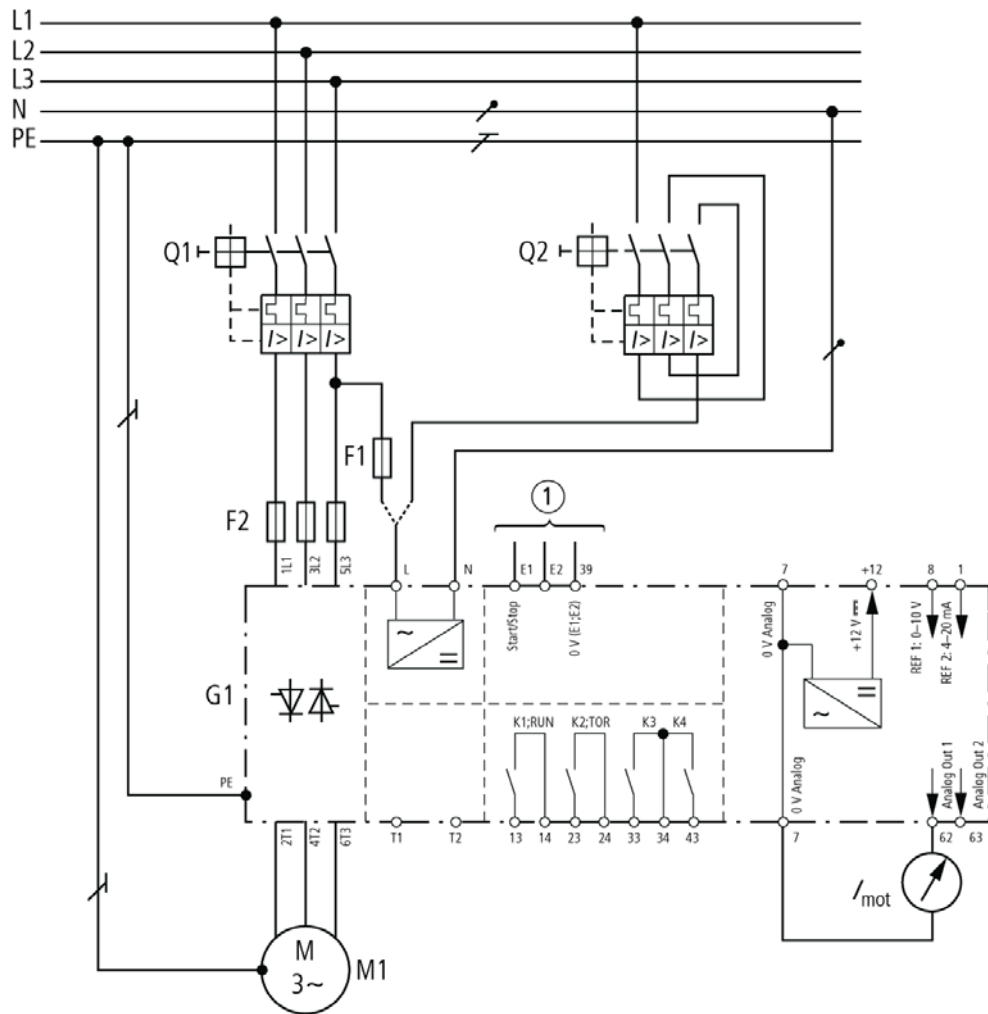 L1
L2
L3
N
PE
Q1
Q2
I> I> I>
I> I> I>
F1
1
F2
1L1
3L2
5L3
L
N
E1
E2
39
7
+12
8
1
Start/Stop
0 V (E1;E2)
0 V Analog
+12 V
REF 1: 0–10 V
REF 2: 4–20 mA
~
=
G1
~
=
K1;RUN
K2;TOR
K3
K4
PE
0 V Analog
Analog Out 1
Analog Out 2
2T1
4T2
6T3
T1
T2
13
14
23
24
33
34
43
7
62
63
I mot
M
3~
M1